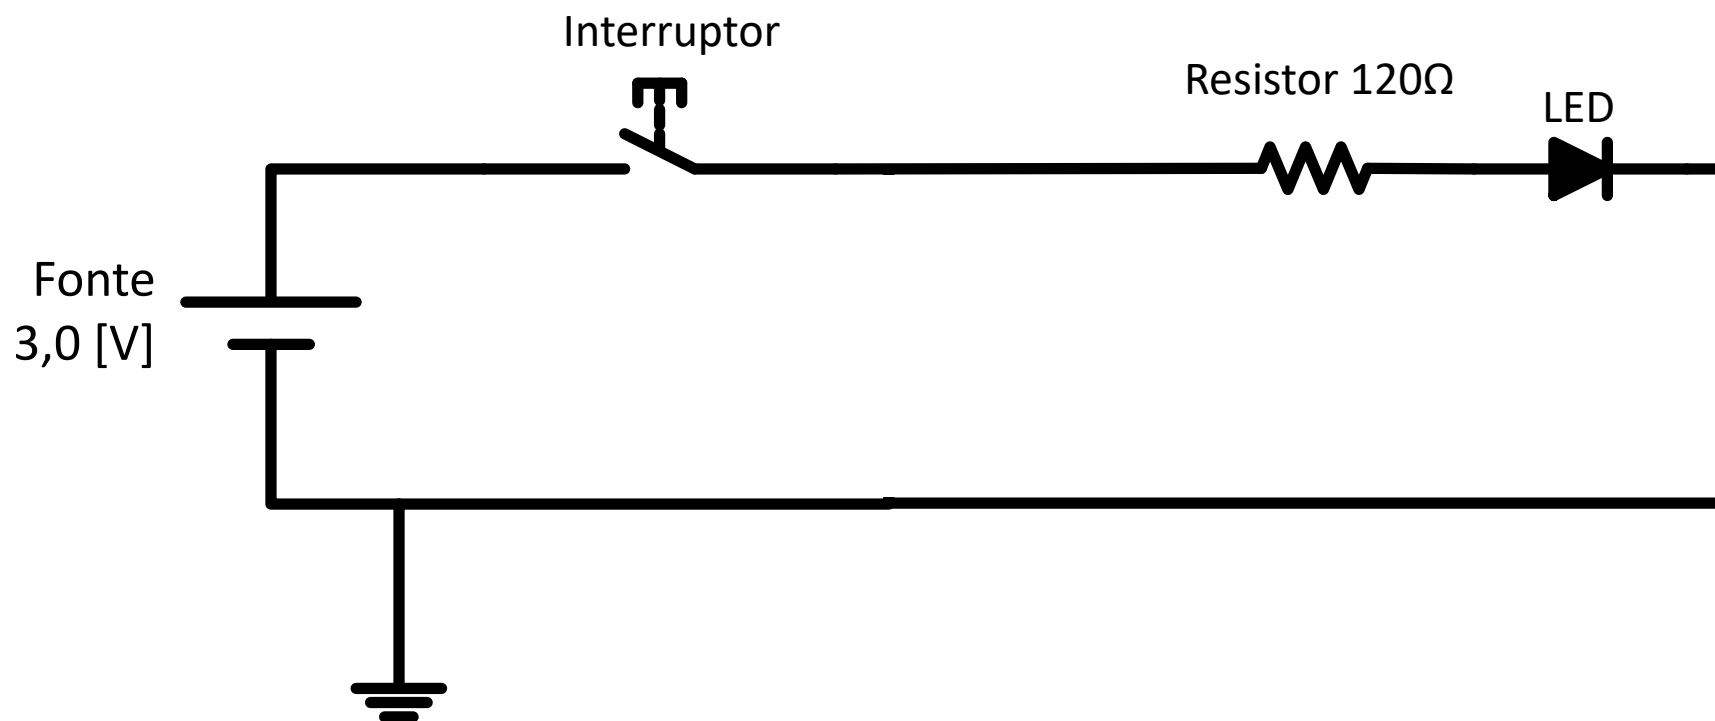 Interruptor
Resistor 120Ω
LED
Fonte
3,0 [V]